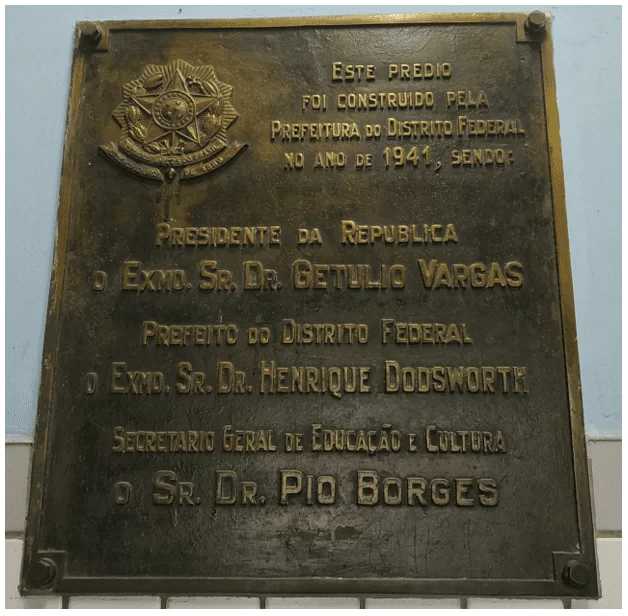 ESTE PREDIO
FOI CONSTRUIDO PELA
PREFEITURA DO DISTRITO FEDERAL
NO ANO DE 1941, SENDO:
PRESIDENTE DA REPUBLICA
O EXMO. SR. DR. GETULIO VARGAS
PREFEITO DO DISTRITO FEDERAL
O EXMO. SR. DR. HENRIQUE DODSWORTH
SECRETARIO GERAL DE EDUCAÇÃO E CULTURA
O SR. DR. PIO BORGES